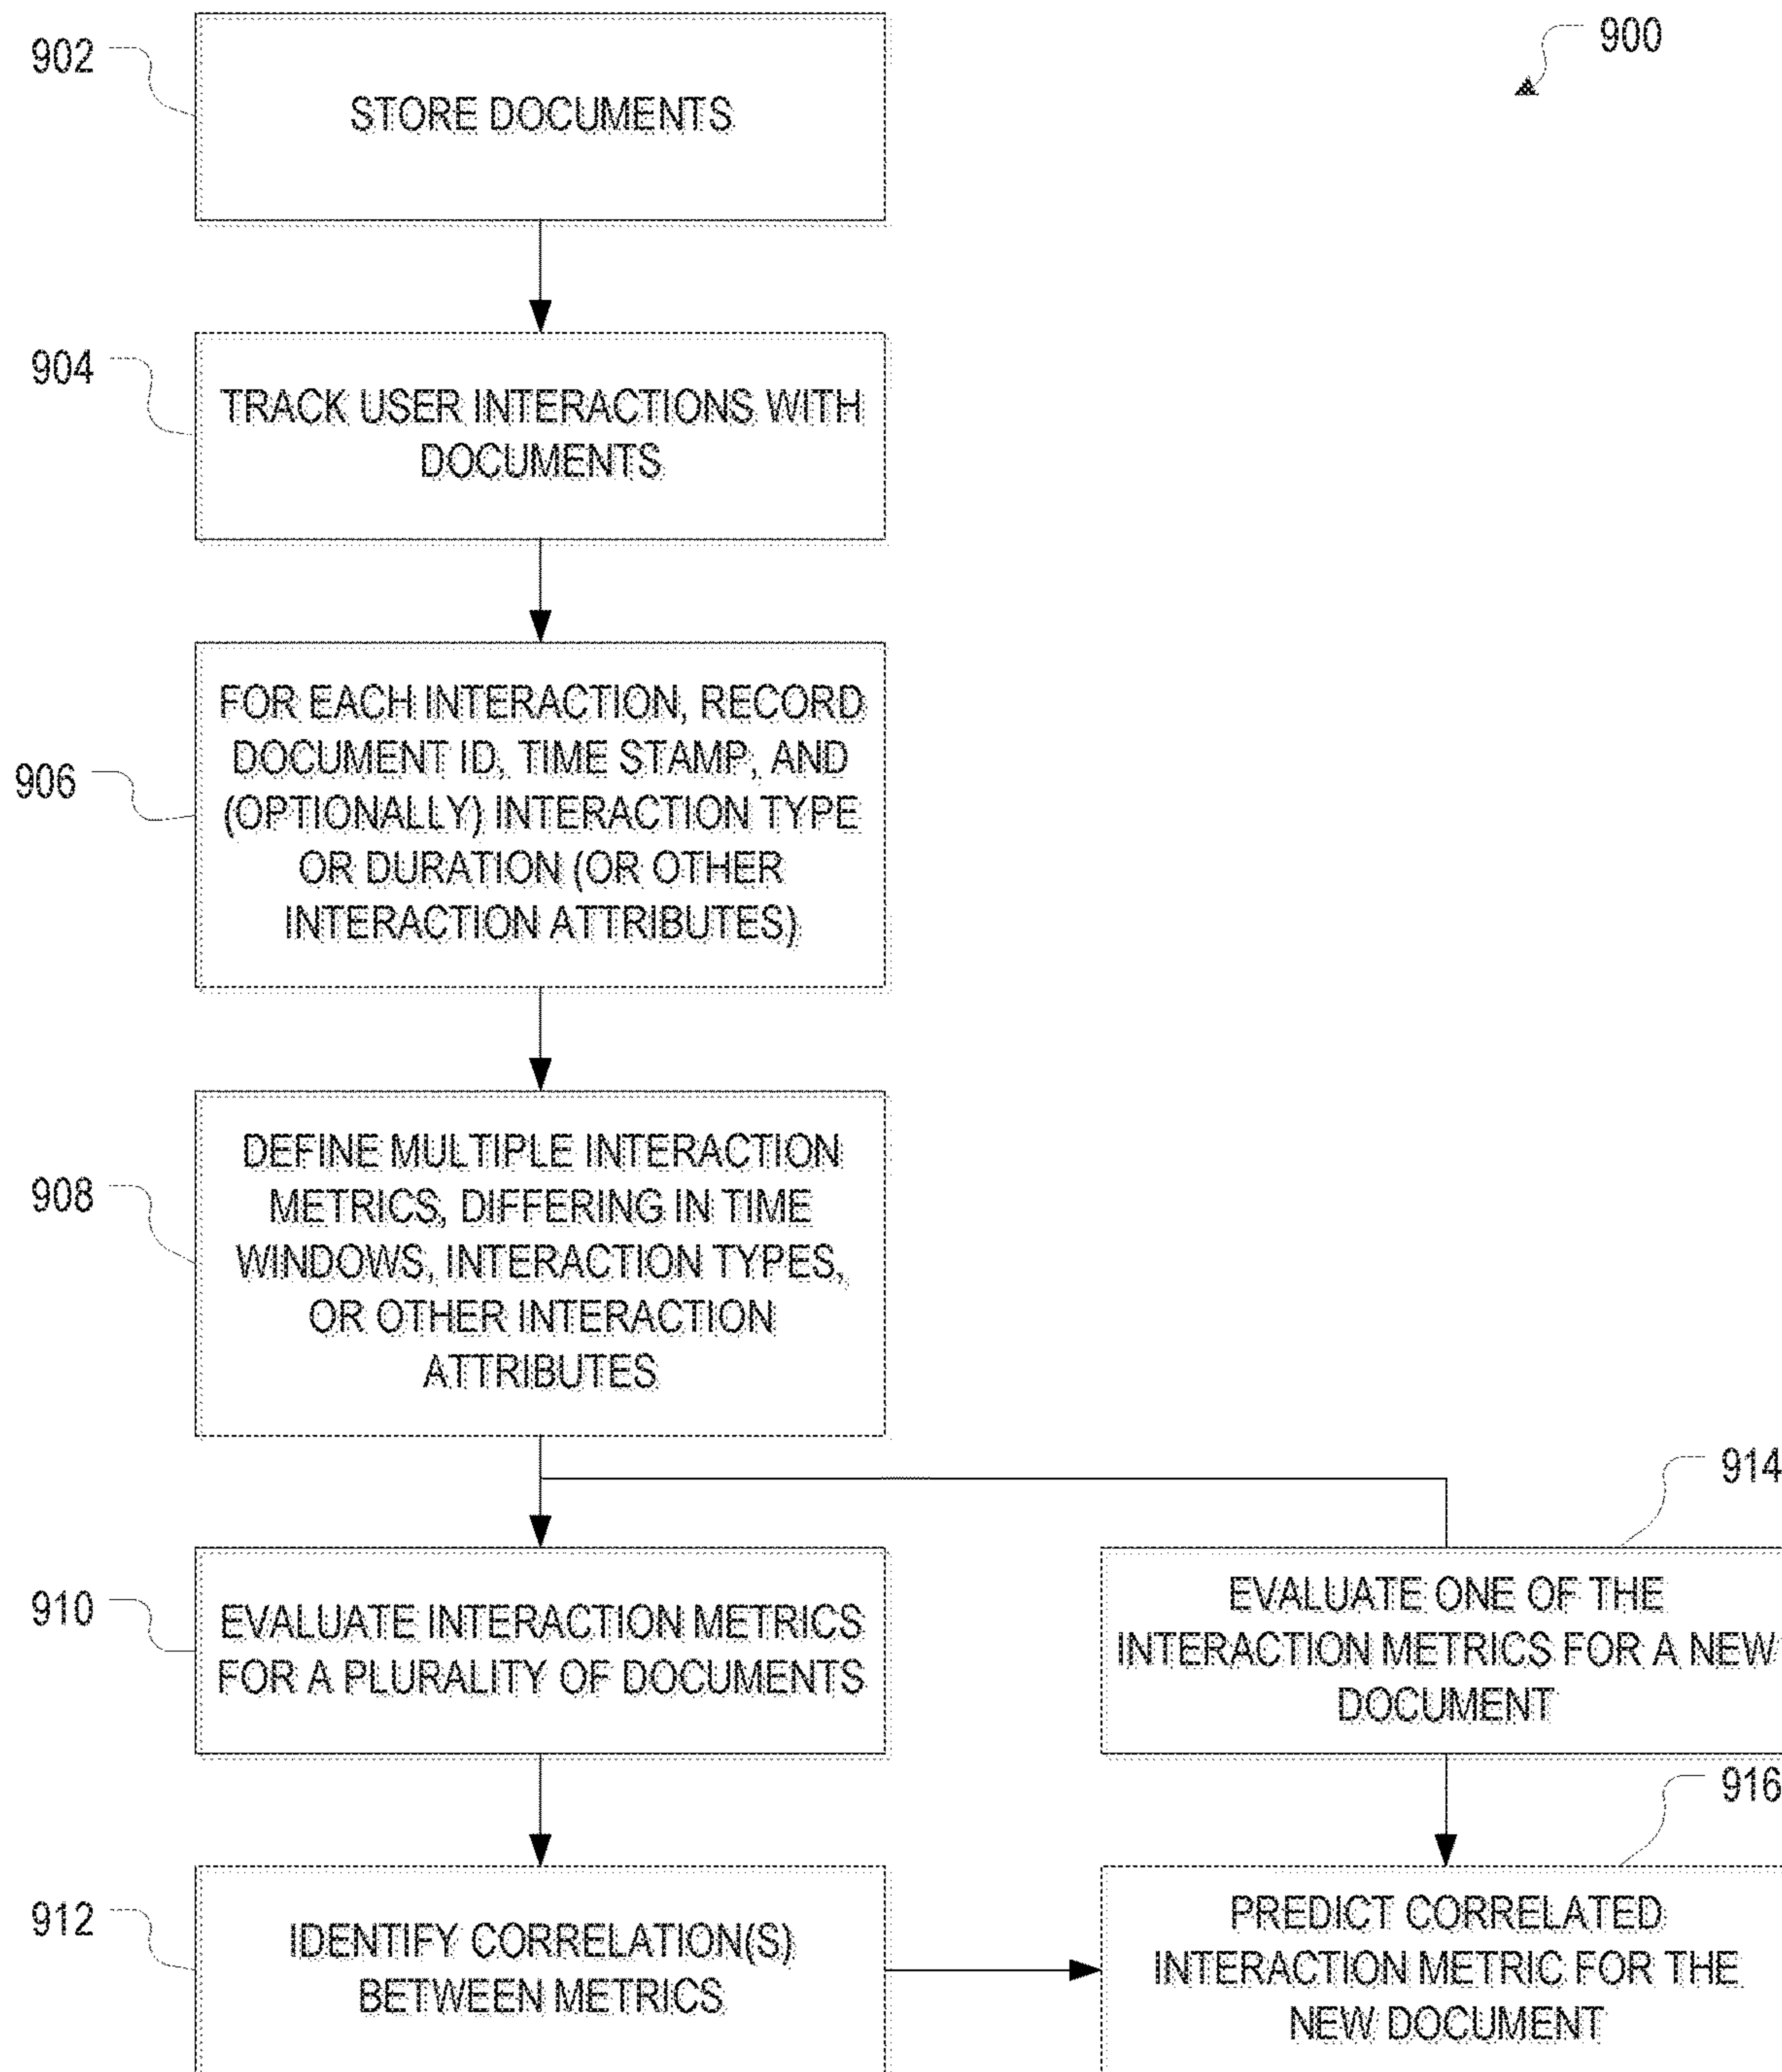 900
902
STORE DOCUMENTS
904
TRACK USER INTERACTIONS WITH
DOCUMENTS
906
FOR EACH INTERACTION, RECORD
DOCUMENT ID, TIME STAMP, AND
(OPTIONALLY) INTERACTION TYPE
OR DURATION (OR OTHER
INTERACTION ATTRIBUTES)
908
DEFINE MULTIPLE INTERACTION
METRICS, DIFFERING IN TIME
WINDOWS, INTERACTION TYPES,
OR OTHER INTERACTION
ATTRIBUTES
910
EVALUATE INTERACTION METRICS
FOR A PLURALITY OF DOCUMENTS
914
EVALUATE ONE OF THE
INTERACTION METRICS FOR A NEW
DOCUMENT
912
IDENTIFY CORRELATION(S)
BETWEEN METRICS
916
PREDICT CORRELATED
INTERACTION METRIC FOR THE
NEW DOCUMENT